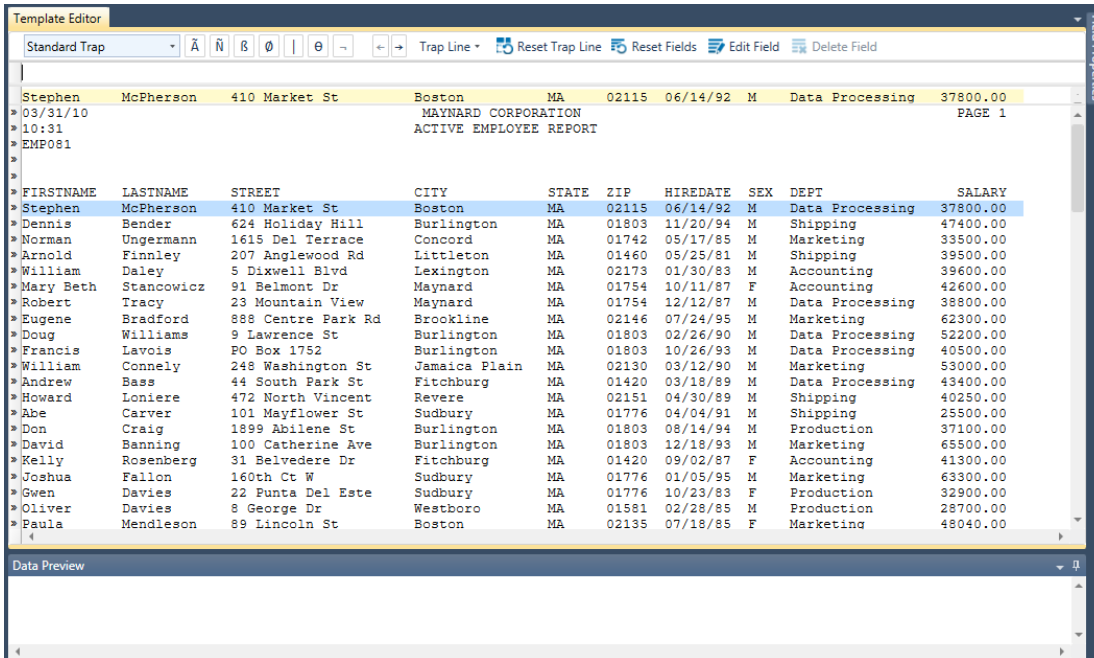 Template Editor
Standard Trap Ã Ñ ß Ø | θ ¬ ← → Trap Line Reset Trap Line Reset Fields Edit Field Delete Field
Stephen McPherson 410 Market St Boston MA 02115 06/14/92 M Data Processing 37800.00
03/31/10 MAYNARD CORPORATION PAGE 1
10:31 ACTIVE EMPLOYEE REPORT
EMP081
FIRSTNAME LASTNAME STREET CITY STATE ZIP HIREDATE SEX DEPT SALARY
Stephen McPherson 410 Market St Boston MA 02115 06/14/92 M Data Processing 37800.00
Dennis Bender 624 Holiday Hill Burlington MA 01803 11/20/94 M Shipping 47400.00
Norman Ungermann 1615 Del Terrace Concord MA 01742 05/17/85 M Marketing 33500.00
Arnold Finnley 207 Anglewood Rd Littleton MA 01460 05/25/81 M Shipping 39500.00
William Daley 5 Dixwell Blvd Lexington MA 02173 01/30/83 M Accounting 39600.00
Mary Beth Stancowicz 91 Belmont Dr Maynard MA 01754 10/11/87 F Accounting 42600.00
Robert Tracy 23 Mountain View Maynard MA 01754 12/12/87 M Data Processing 38800.00
Eugene Bradford 888 Centre Park Rd Brookline MA 02146 07/24/95 M Marketing 62300.00
Doug Williams 9 Lawrence St Burlington MA 01803 02/26/90 M Data Processing 52200.00
Francis Lavois PO Box 1752 Burlington MA 01803 10/26/93 M Data Processing 40500.00
William Connely 248 Washington St Jamaica Plain MA 02130 03/12/90 M Marketing 53000.00
Andrew Bass 44 South Park St Fitchburg MA 01420 03/18/89 M Data Processing 43400.00
Howard Loniere 472 North Vincent Revere MA 02151 04/30/89 M Shipping 40250.00
Abe Carver 101 Mayflower St Sudbury MA 01776 04/04/91 M Shipping 25500.00
Don Craig 1899 Abilene St Burlington MA 01803 08/14/94 M Production 37100.00
David Banning 100 Catherine Ave Burlington MA 01803 12/18/93 M Marketing 65500.00
Kelly Rosenberg 31 Belvedere Dr Fitchburg MA 01420 09/02/87 F Accounting 41300.00
Joshua Fallon 160th Ct W Sudbury MA 01776 01/05/95 M Marketing 63300.00
Gwen Davies 22 Punta Del Este Sudbury MA 01776 10/23/83 F Production 32900.00
Oliver Davies 8 George Dr Westboro MA 01581 02/28/85 M Production 28700.00
Paula Mendleson 89 Lincoln St Boston MA 02135 07/18/85 F Marketing 48040.00
Data Preview